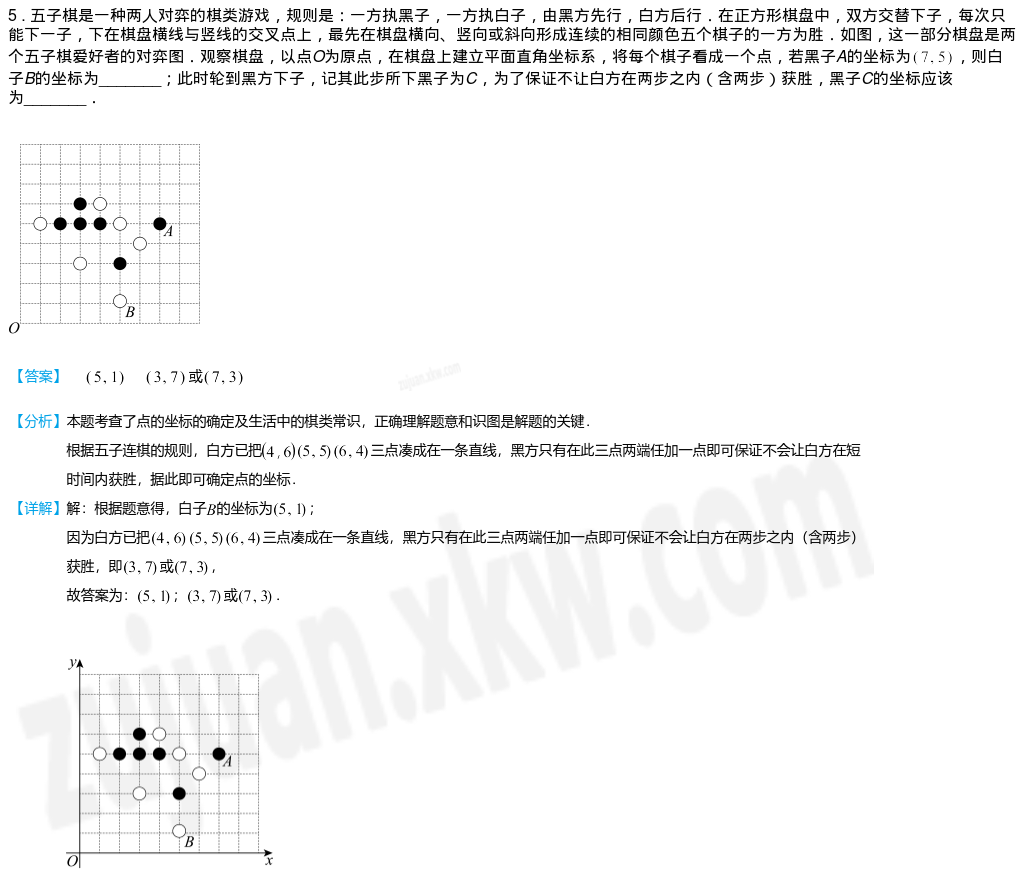 5．五子棋是一种两人对弈的棋类游戏，规则是：一方执黑子，一方执白子，由黑方先行，白方后行．在正方形棋盘中，双方交替下子，每次只
能下一子，下在棋盘横线与竖线的交叉点上，最先在棋盘横向、竖向或斜向形成连续的相同颜色五个棋子的一方为胜．如图，这一部分棋盘是两
个五子棋爱好者的对弈图．观察棋盘，以点O为原点，在棋盘上建立平面直角坐标系，将每个棋子看成一个点，若黑子A的坐标为(7,5)，则白
子B的坐标为________；此时轮到黑方下子，记其此步所下黑子为C，为了保证不让白方在两步之内（含两步）获胜，黑子C的坐标应该
为________．
A
B
O
【答案】 (5,1) (3,7)或(7,3)
zujuan.xkw.com
【分析】本题考查了点的坐标的确定及生活中的棋类常识，正确理解题意和识图是解题的关键．
根据五子连棋的规则，白方已把(4,6)(5,5)(6,4)三点凑成在一条直线，黑方只有在此三点两端任加一点即可保证不会让白方在短
时间内获胜，据此即可确定点的坐标．
【详解】解：根据题意得，白子B的坐标为(5,1)；
因为白方已把(4,6)(5,5)(6,4)三点凑成在一条直线，黑方只有在此三点两端任加一点即可保证不会让白方在两步之内（含两步）
获胜，即(3,7)或(7,3)，
故答案为：(5,1)；(3,7)或(7,3)．
zujuan.xkw.com
y
A
B
O
x